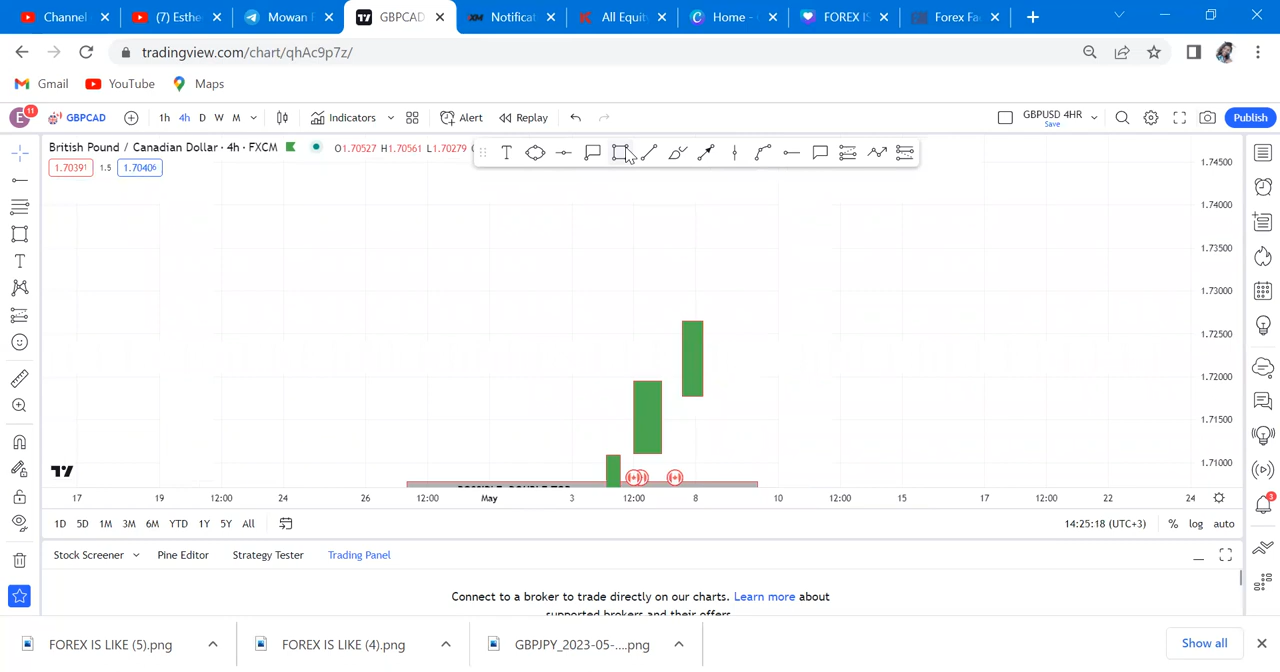 Channel
(7) Esthe
Mowan
GBPCAD
Notificat
All Equity
Home -
FOREX IS
Forex Fa
tradingview.com/chart/qhAc9p7z/
Gmail
YouTube
Maps
E
11
GBPCAD
1h
4h
D
W
M
Indicators
Alert
Replay
GBPUSD 4HR
Save
Publish
British Pound / Canadian Dollar · 4h · FXCM
O1.70527 H1.70561 L1.70279
1.70391
1.5
1.70406
T
T
1.74500
1.74000
1.73500
1.73000
1.72500
1.72000
1.71500
1.71000
17
19
12:00
24
26
12:00
May
3
12:00
8
10
12:00
15
17
12:00
22
24
1D
5D
1M
3M
6M
YTD
1Y
5Y
All
14:25:18 (UTC+3)
%
log
auto
3
Stock Screener
Pine Editor
Strategy Tester
Trading Panel
Connect to a broker to trade directly on our charts. Learn more about
supported brokers and their offers
FOREX IS LIKE (5).png
FOREX IS LIKE (4).png
GBPJPY_2023-05-....png
Show all